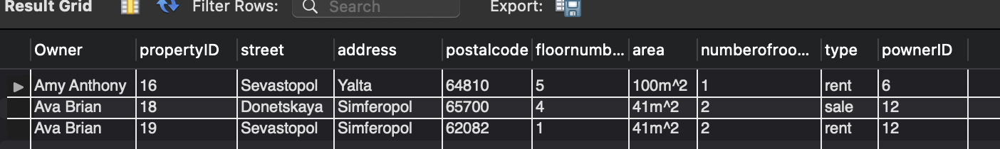 Result Grid Filter Rows: Search Export:
Owner propertyID street address postalcode floornumb... area numberofroo... type pownerID
Amy Anthony 16 Sevastopol Yalta 64810 5 100m^2 1 rent 6
Ava Brian 18 Donetskaya Simferopol 65700 4 41m^2 2 sale 12
Ava Brian 19 Sevastopol Simferopol 62082 1 41m^2 2 rent 12